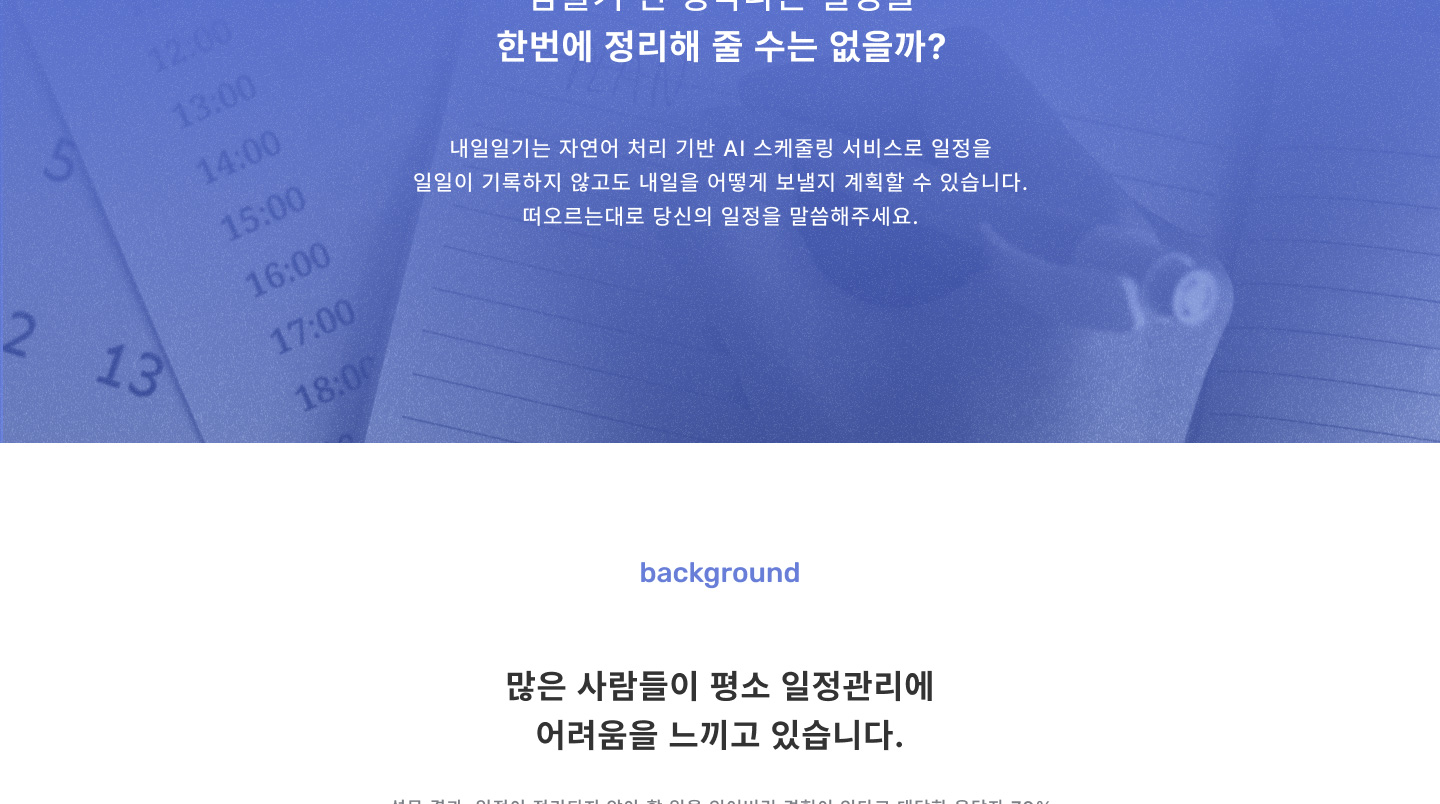 한번에 정리해 줄 수는 없을까?
내일일기는 자연어 처리 기반 AI 스케줄링 서비스로 일정을
일일이 기록하지 않고도 내일을 어떻게 보낼지 계획할 수 있습니다.
떠오르는대로 당신의 일정을 말씀해주세요.
12:00
13:00
14:00
15:00
16:00
17:00
18:00
5
2
13
PLAN
background
많은 사람들이 평소 일정관리에
어려움을 느끼고 있습니다.